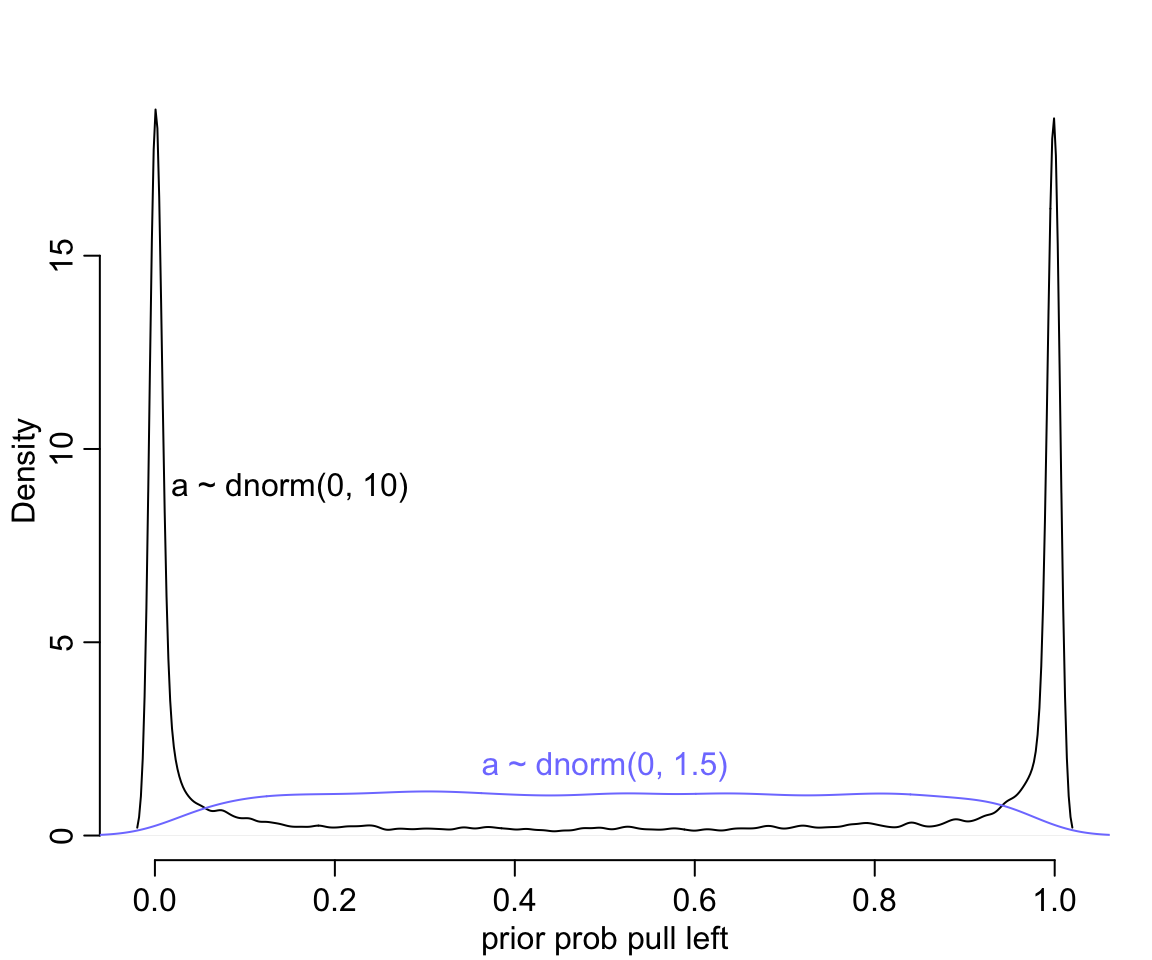 15
10
5
0
Density
a ~ dnorm(0, 10)
a ~ dnorm(0, 1.5)
0.0 0.2 0.4 0.6 0.8 1.0
prior prob pull left